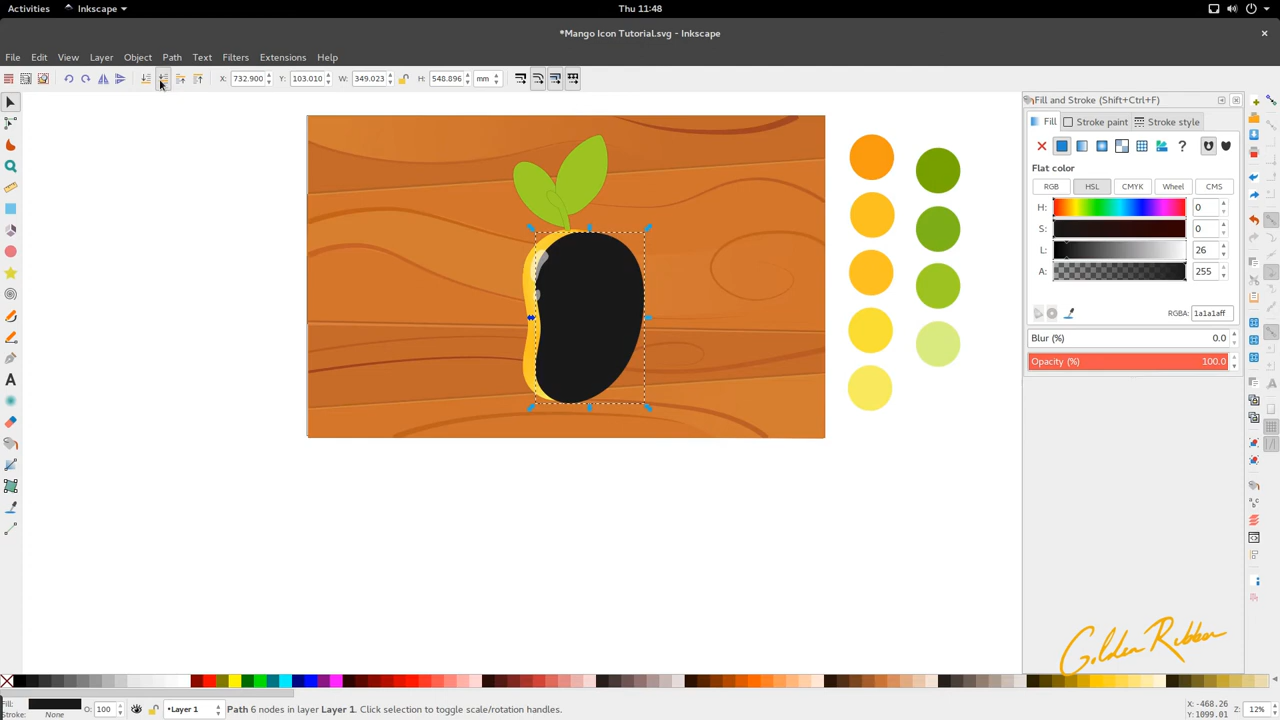 Activities Inkscape Thu 11:48
*Mango Icon Tutorial.svg - Inkscape
File Edit View Layer Object Path Text Filters Extensions Help
X: 732.900 Y: 103.010 W: 349.023 H: 548.896 mm
Fill and Stroke (Shift+Ctrl+F)
Fill Stroke paint Stroke style
?
Flat color
RGB HSL CMYK Wheel CMS
H: 0
S: 0
L: 26
A: 255
RGBA: 1a1a1aff
Blur (%) 0.0
Opacity (%) 100.0
Golden Ribbon
Fill: O: 100 •Layer 1 Path 6 nodes in layer Layer 1. Click selection to toggle scale/rotation handles. X: -468.26 Z: 12%
Stroke: None Y: 1099.01